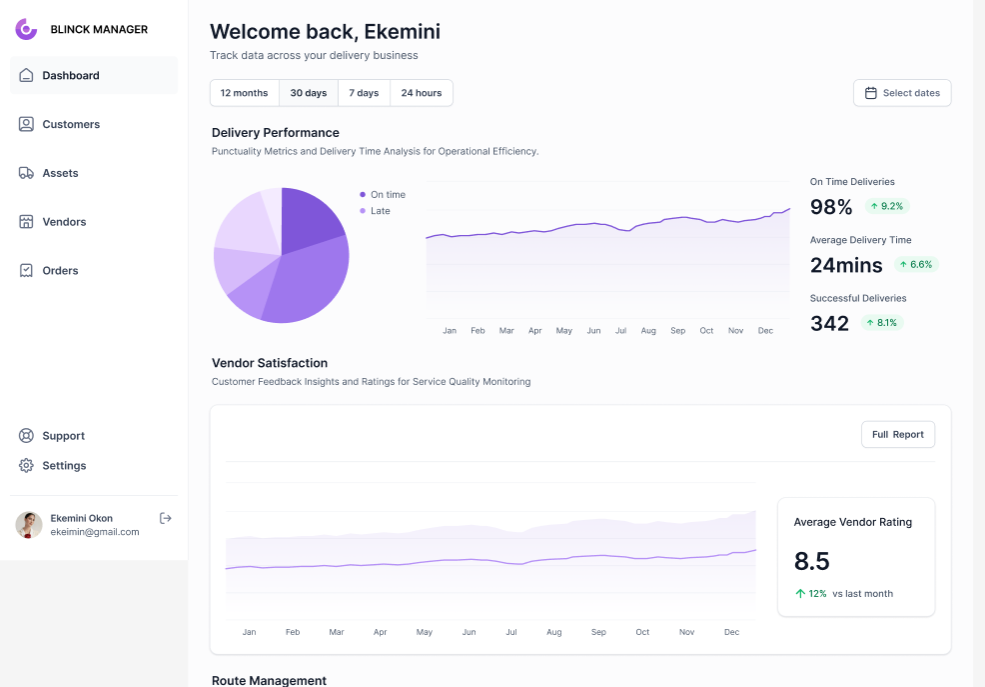 BLINCK MANAGER
Dashboard
Customers
Assets
Vendors
Orders
Support
Settings
Ekemini Okon
ekeimin@gmail.com
Welcome back, Ekemini
Track data across your delivery business
12 months 30 days 7 days 24 hours
Select dates
Delivery Performance
Punctuality Metrics and Delivery Time Analysis for Operational Efficiency.
On time
Late
Jan Feb Mar Apr May Jun Jul Aug Sep Oct Nov Dec
On Time Deliveries
98% 9.2%
Average Delivery Time
24mins 6.6%
Successful Deliveries
342 8.1%
Vendor Satisfaction
Customer Feedback Insights and Ratings for Service Quality Monitoring
Full Report
Jan Feb Mar Apr May Jun Jul Aug Sep Oct Nov Dec
Average Vendor Rating
8.5
12% vs last month
Route Management